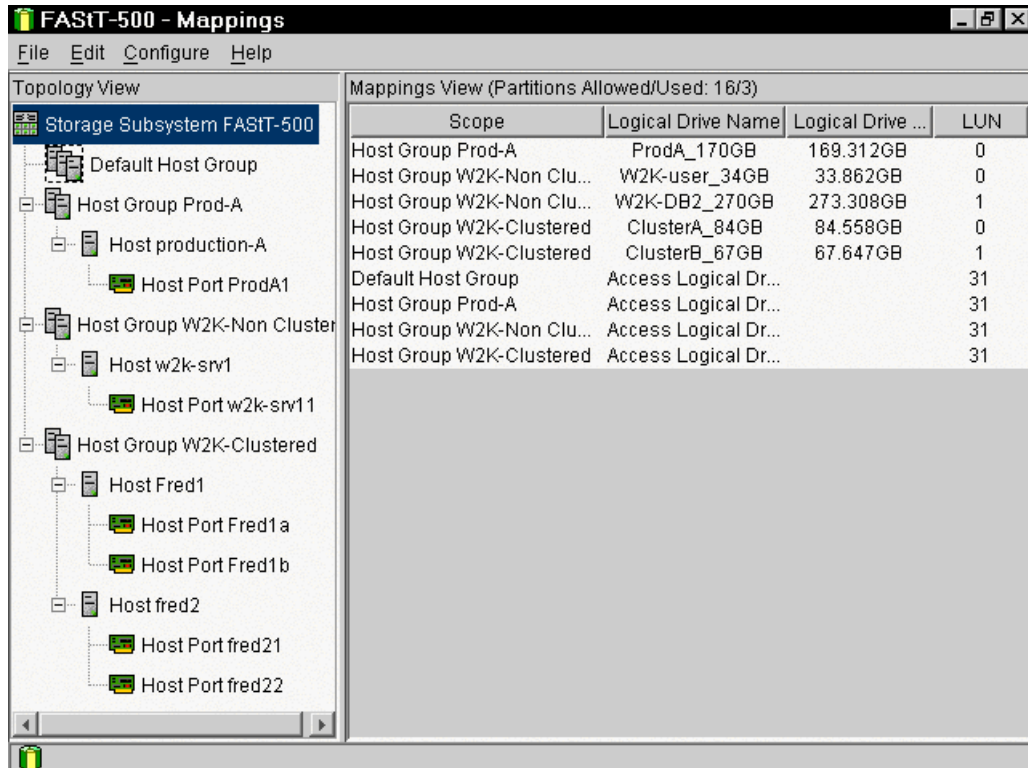 FAStT-500 - Mappings
File Edit Configure Help
Topology View
Storage Subsystem FAStT-500
Default Host Group
Host Group Prod-A
Host production-A
Host Port ProdA1
Host Group W2K-Non Cluster
Host w2k-srv1
Host Port w2k-srv11
Host Group W2K-Clustered
Host Fred1
Host Port Fred1a
Host Port Fred1b
Host fred2
Host Port fred21
Host Port fred22
Mappings View (Partitions Allowed/Used: 16/3)
Scope Logical Drive Name Logical Drive ... LUN
Host Group Prod-A ProdA_170GB 169.312GB 0
Host Group W2K-Non Clu... W2K-user_34GB 33.862GB 0
Host Group W2K-Non Clu... W2K-DB2_270GB 273.308GB 1
Host Group W2K-Clustered ClusterA_84GB 84.558GB 0
Host Group W2K-Clustered ClusterB_67GB 67.647GB 1
Default Host Group Access Logical Dr... 31
Host Group Prod-A Access Logical Dr... 31
Host Group W2K-Non Clu... Access Logical Dr... 31
Host Group W2K-Clustered Access Logical Dr... 31